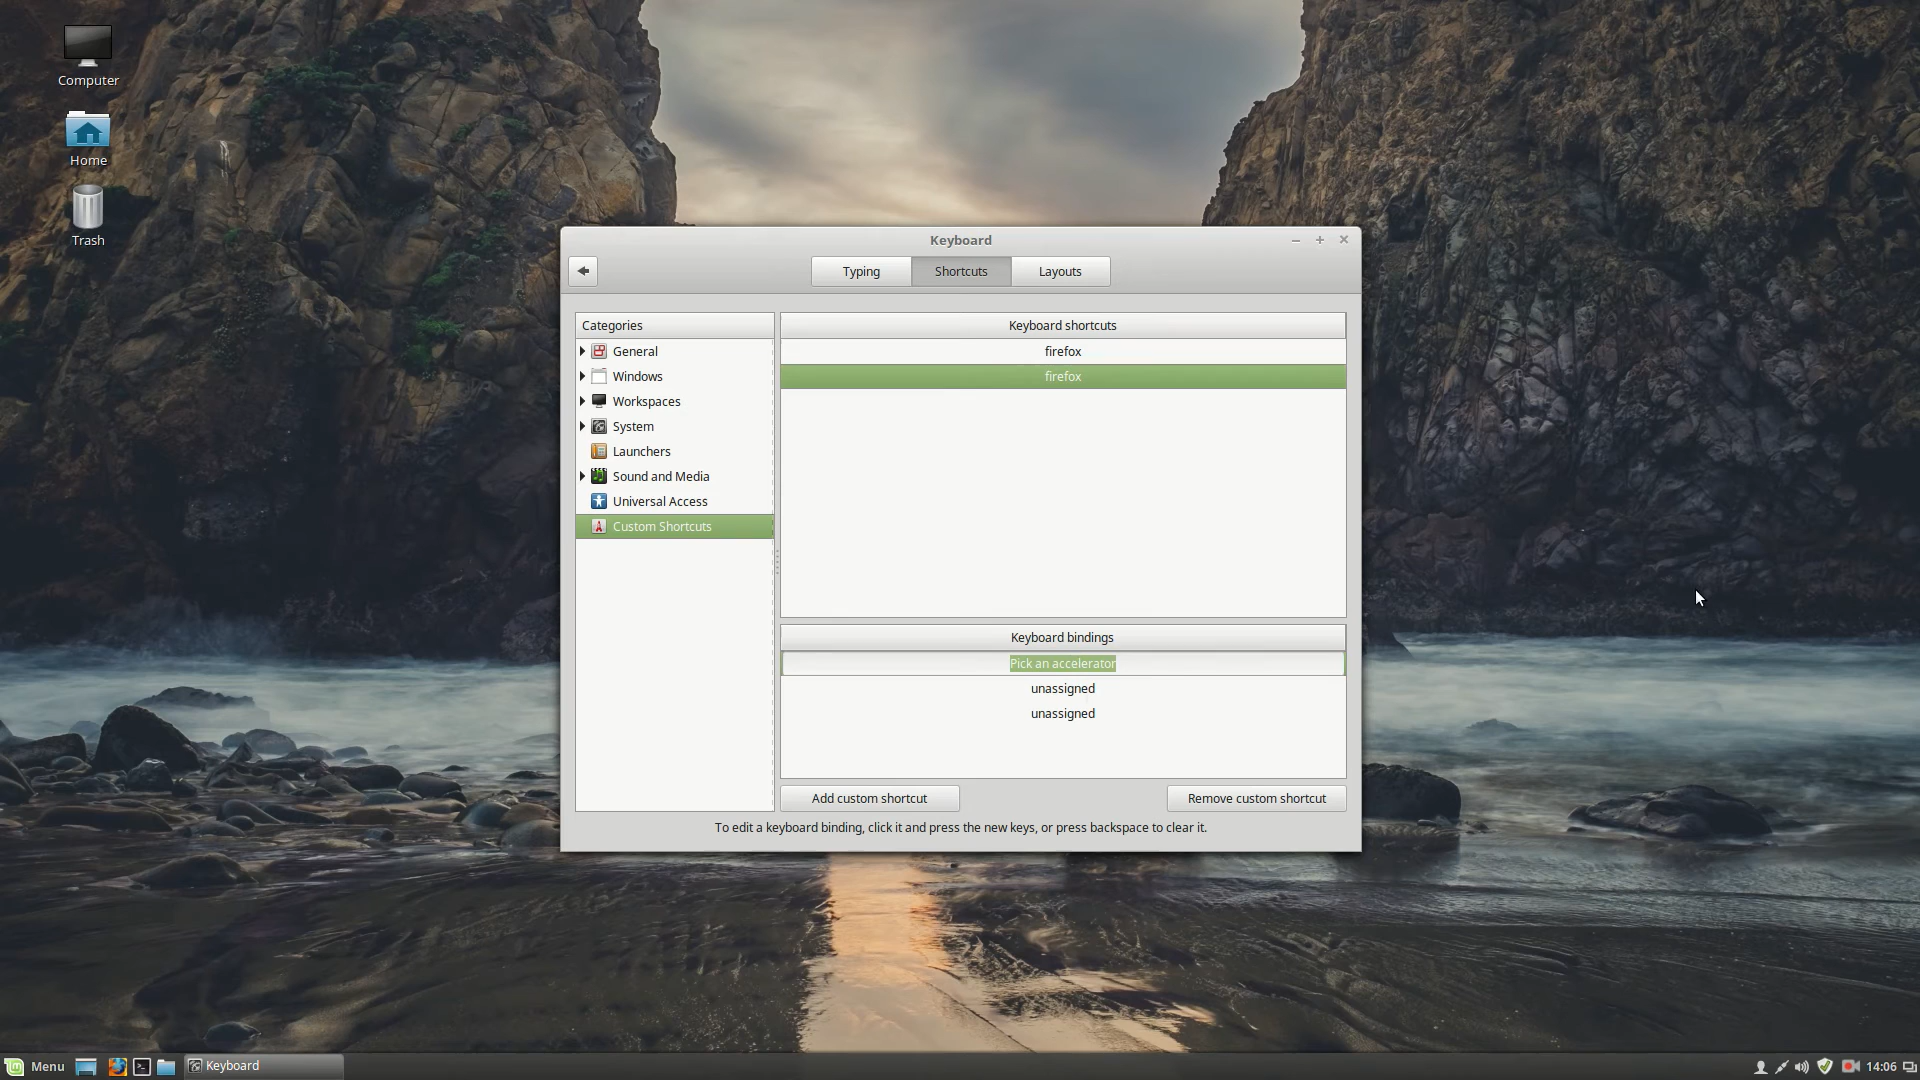 Computer
Home
Trash
Keyboard
Typing
Shortcuts
Layouts
Categories
General
Windows
Workspaces
System
Launchers
Sound and Media
Universal Access
Custom Shortcuts
Keyboard shortcuts
firefox
firefox
Keyboard bindings
Pick an accelerator
unassigned
unassigned
Add custom shortcut
Remove custom shortcut
To edit a keyboard binding, click it and press the new keys, or press backspace to clear it.
Menu
Keyboard
14:06